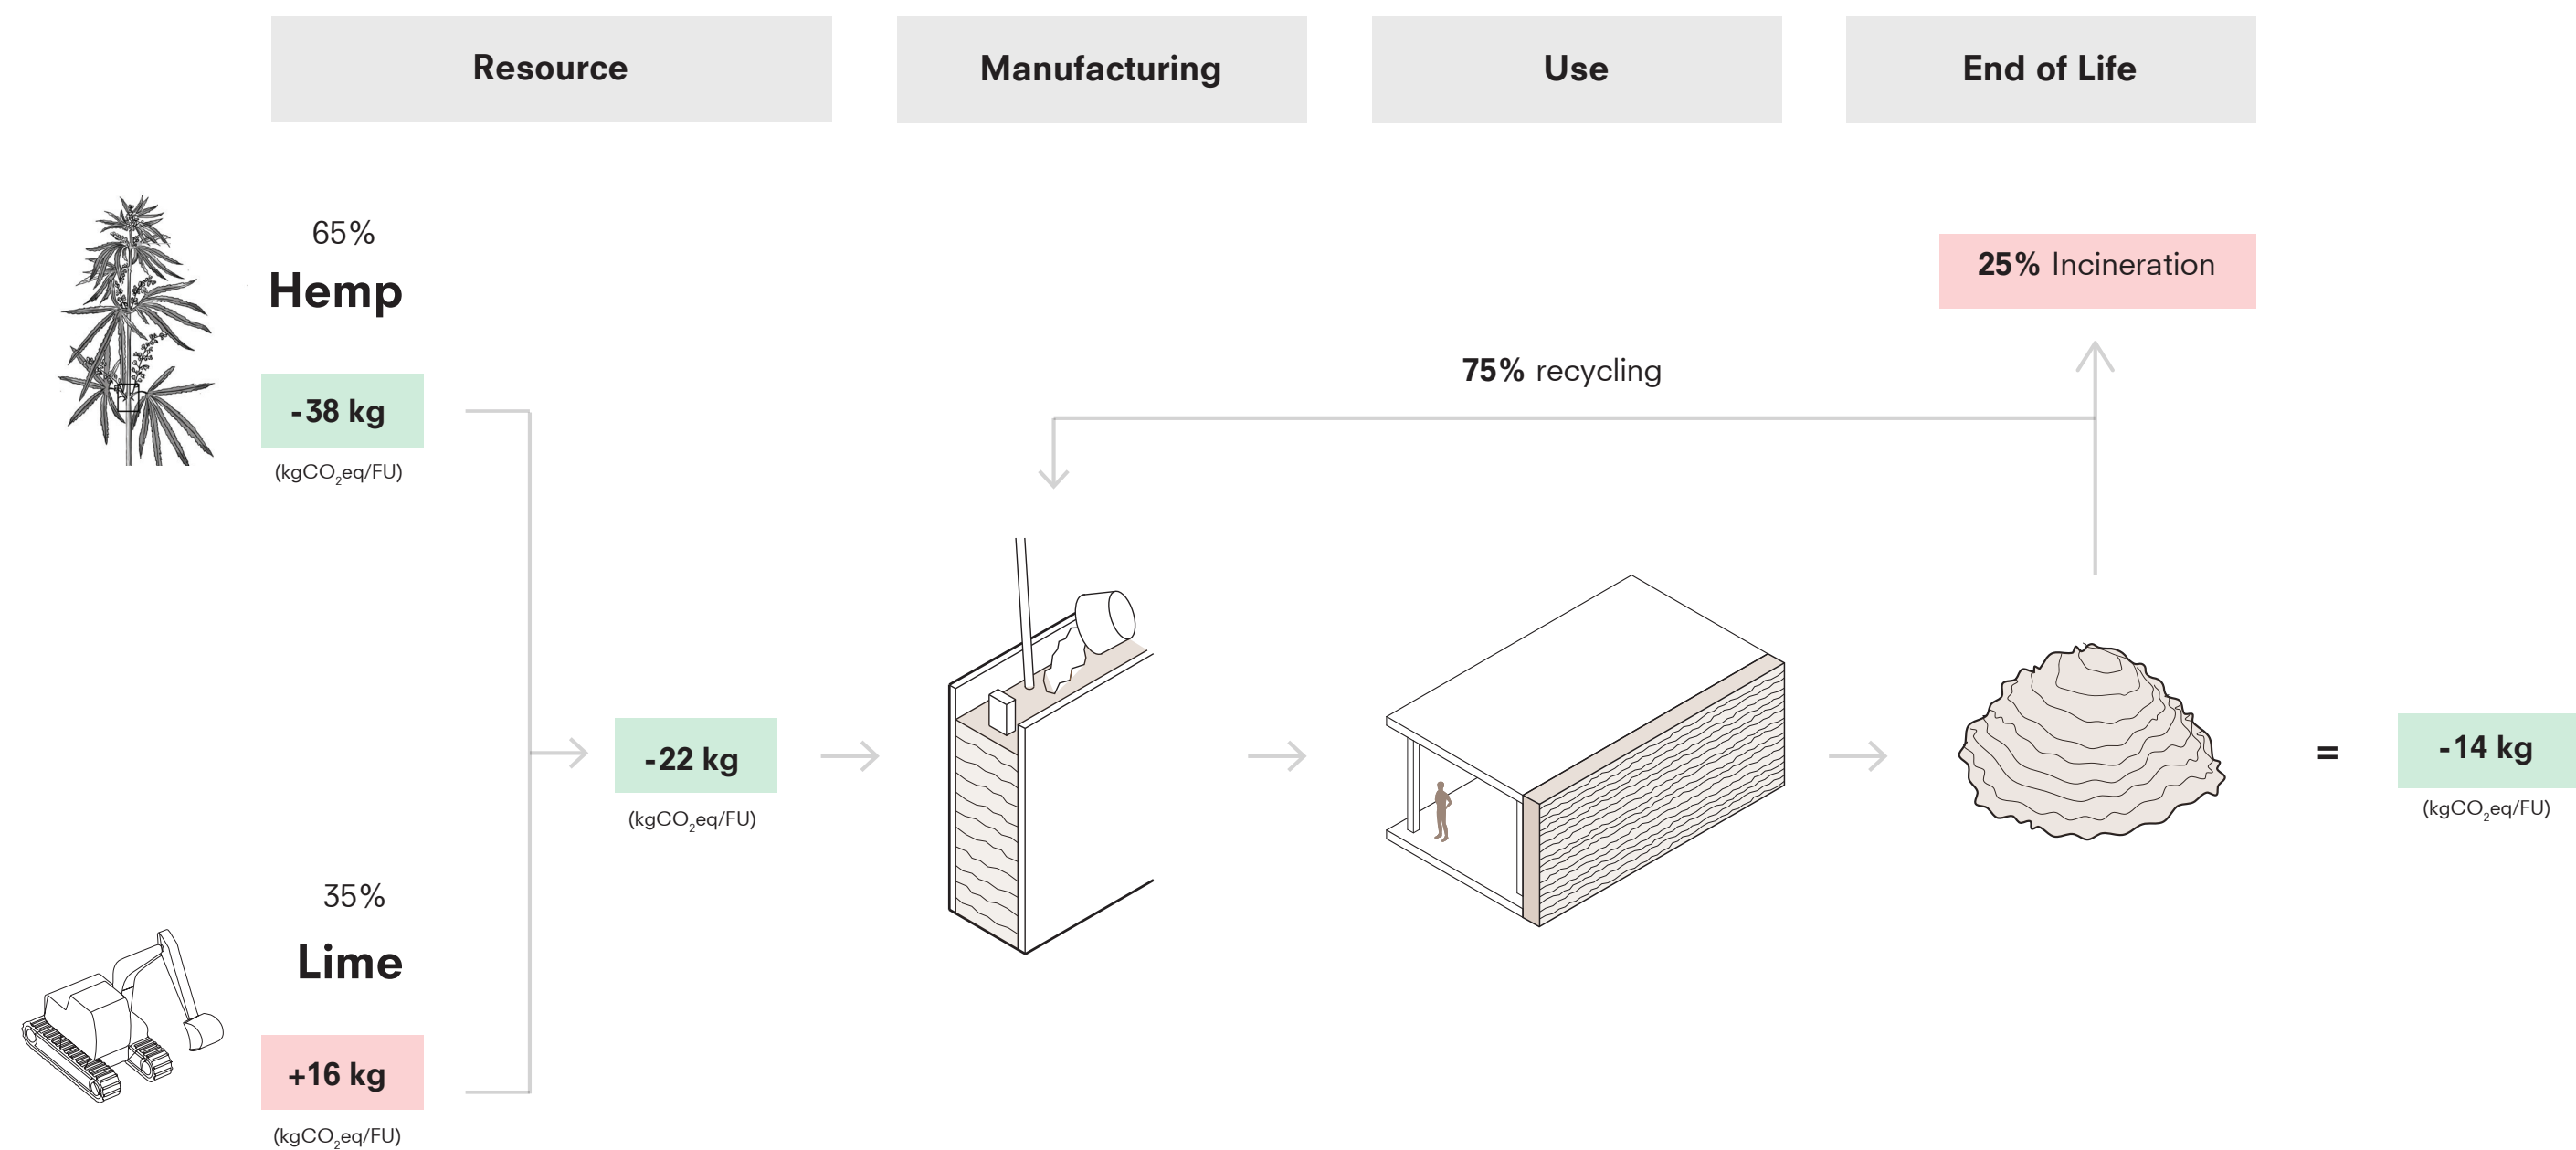 Resource
Manufacturing
Use
End of Life
65%
Hemp
-38 kg
(kgCO₂eq/FU)
25% Incineration
75% recycling
-22 kg
(kgCO₂eq/FU)
= -14 kg
(kgCO₂eq/FU)
35%
Lime
+16 kg
(kgCO₂eq/FU)